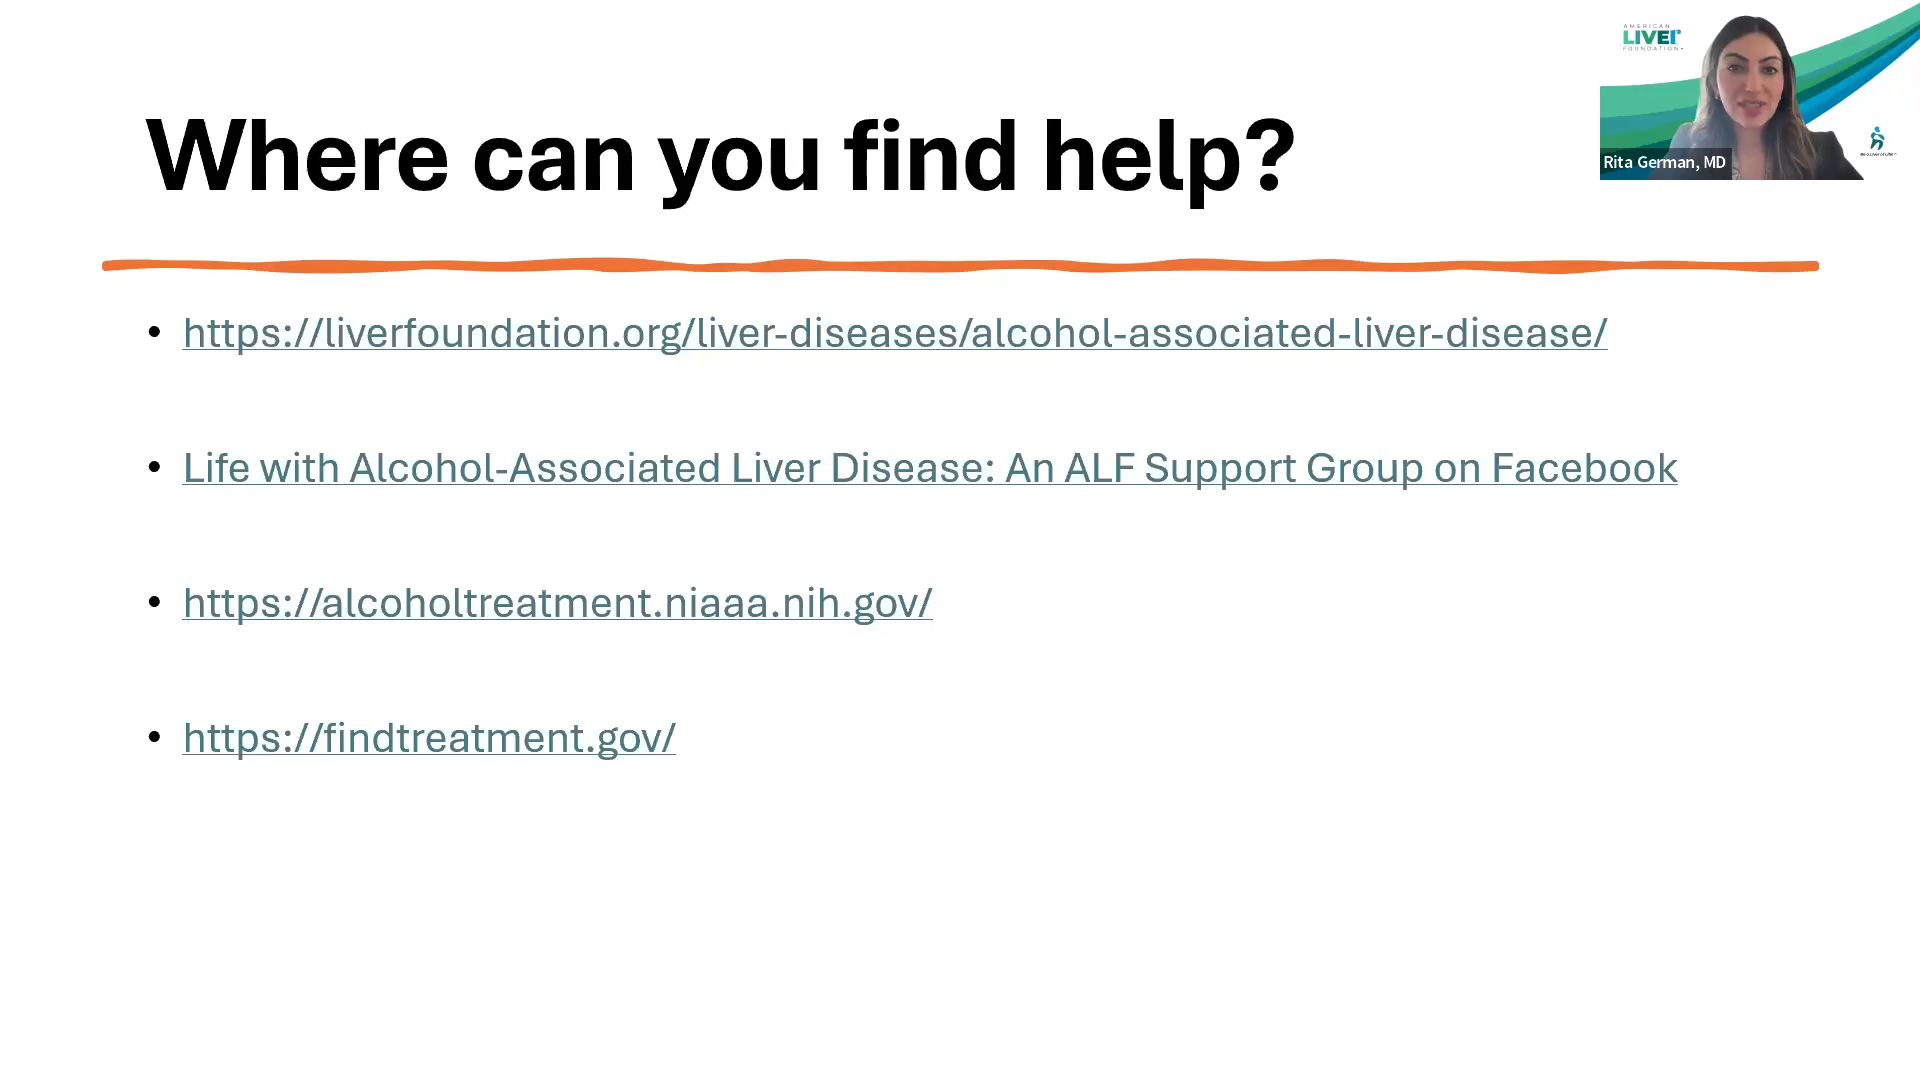 AMERICAN
LIVER
FOUNDATION
Rita German, MD
Where can you find help?
• https://liverfoundation.org/liver-diseases/alcohol-associated-liver-disease/
• Life with Alcohol-Associated Liver Disease: An ALF Support Group on Facebook
• https://alcoholtreatment.niaaa.nih.gov/
• https://findtreatment.gov/